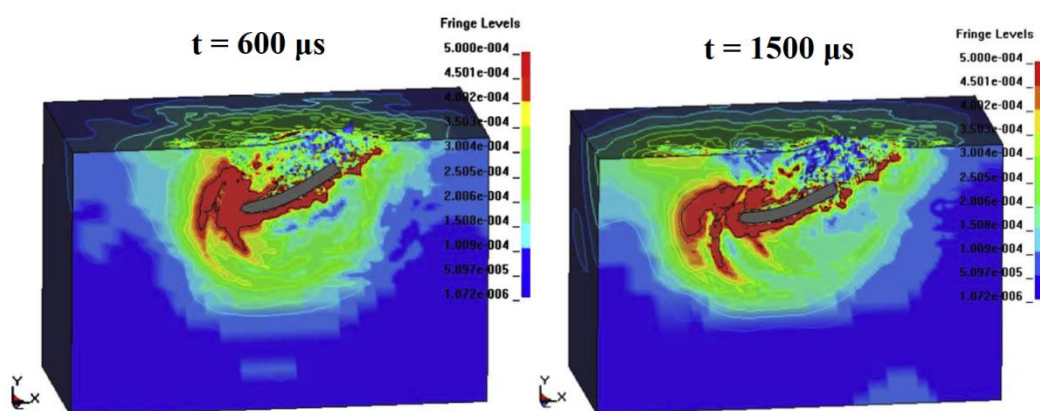 Fringe Levels
t = 600 μs
5.000e-004
4.501e-004
4.002e-004
3.503e-004
3.004e-004
2.505e-004
2.006e-004
1.508e-004
1.009e-004
5.097e-005
1.072e-006
Y
X
Fringe Levels
t = 1500 μs
5.000e-004
4.501e-004
4.002e-004
3.503e-004
3.004e-004
2.505e-004
2.006e-004
1.508e-004
1.009e-004
5.097e-005
1.072e-006
Y
X